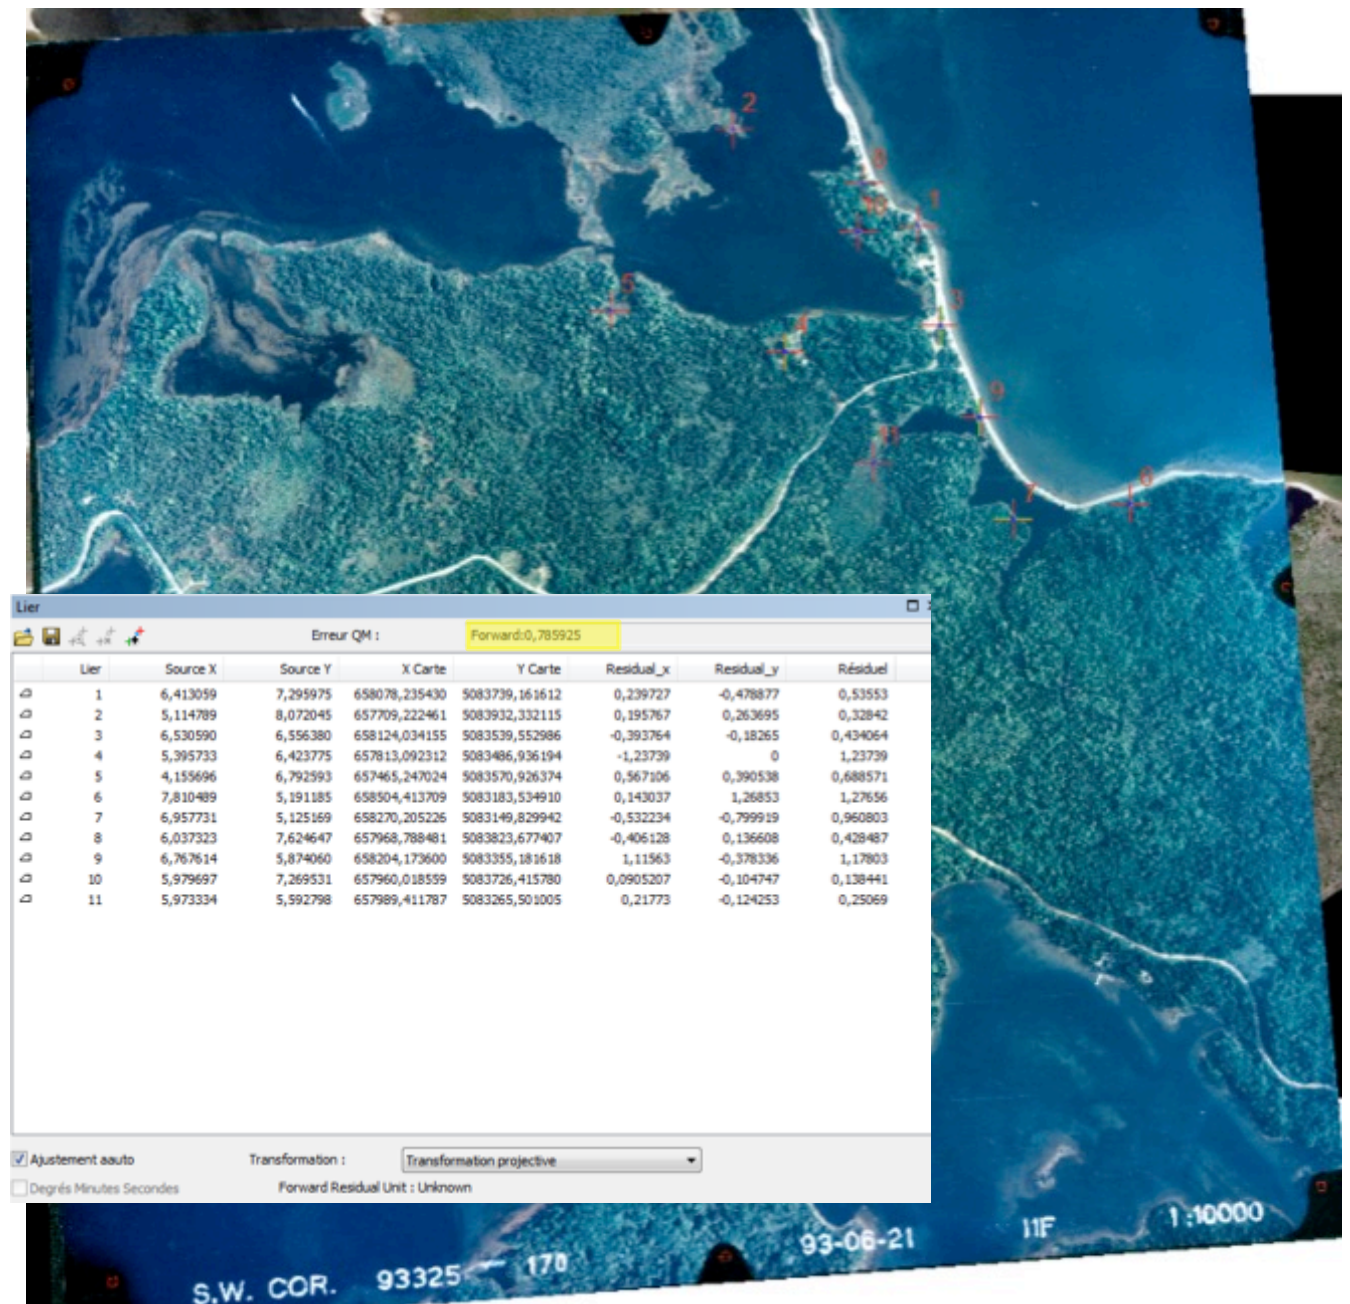 2
8
10
1
5
3
4
9
11
6
7
Lier
Erreur QM : Forward:0,785925
Lier Source X Source Y X Carte Y Carte Residual_x Residual_y Résiduel
1 6,413059 7,295975 658078,235430 5083739,161612 0,239727 -0,478877 0,53553
2 5,114789 8,072045 657709,222461 5083932,332115 0,195767 0,263695 0,32842
3 6,530590 6,556380 658124,034155 5083539,552986 -0,393764 -0,18265 0,434064
4 5,395733 6,423775 657813,092312 5083486,936194 -1,23739 0 1,23739
5 4,155696 6,792593 657465,247024 5083570,926374 0,567106 0,390538 0,688571
6 7,810489 5,191185 658504,413709 5083183,534910 0,143037 1,26853 1,27656
7 6,957731 5,125169 658270,205226 5083149,829942 -0,532234 -0,799919 0,960803
8 6,037323 7,624647 657968,788481 5083823,677407 -0,406128 0,136608 0,428487
9 6,767614 5,874060 658204,173600 5083355,181618 1,11563 -0,378336 1,17803
10 5,979697 7,269531 657960,018559 5083726,415780 0,0905207 -0,104747 0,138441
11 5,973334 5,592798 657989,411787 5083265,501005 0,21773 -0,124253 0,25069
Ajustement aauto Transformation : Transformation projective
Degrés Minutes Secondes Forward Residual Unit : Unknown
S.W. COR. 93325 — 170 93-06-21 11F 1:10000